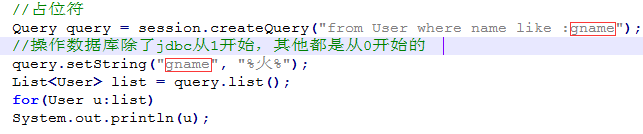 //占位符
Query query = session.createQuery("from User where name like :gname");
//操作数据库除了jdbc从1开始，其他都是从0开始的
query.setString("gname", "%火%");
List<User> list = query.list();
for(User u:list)
System.out.println(u);